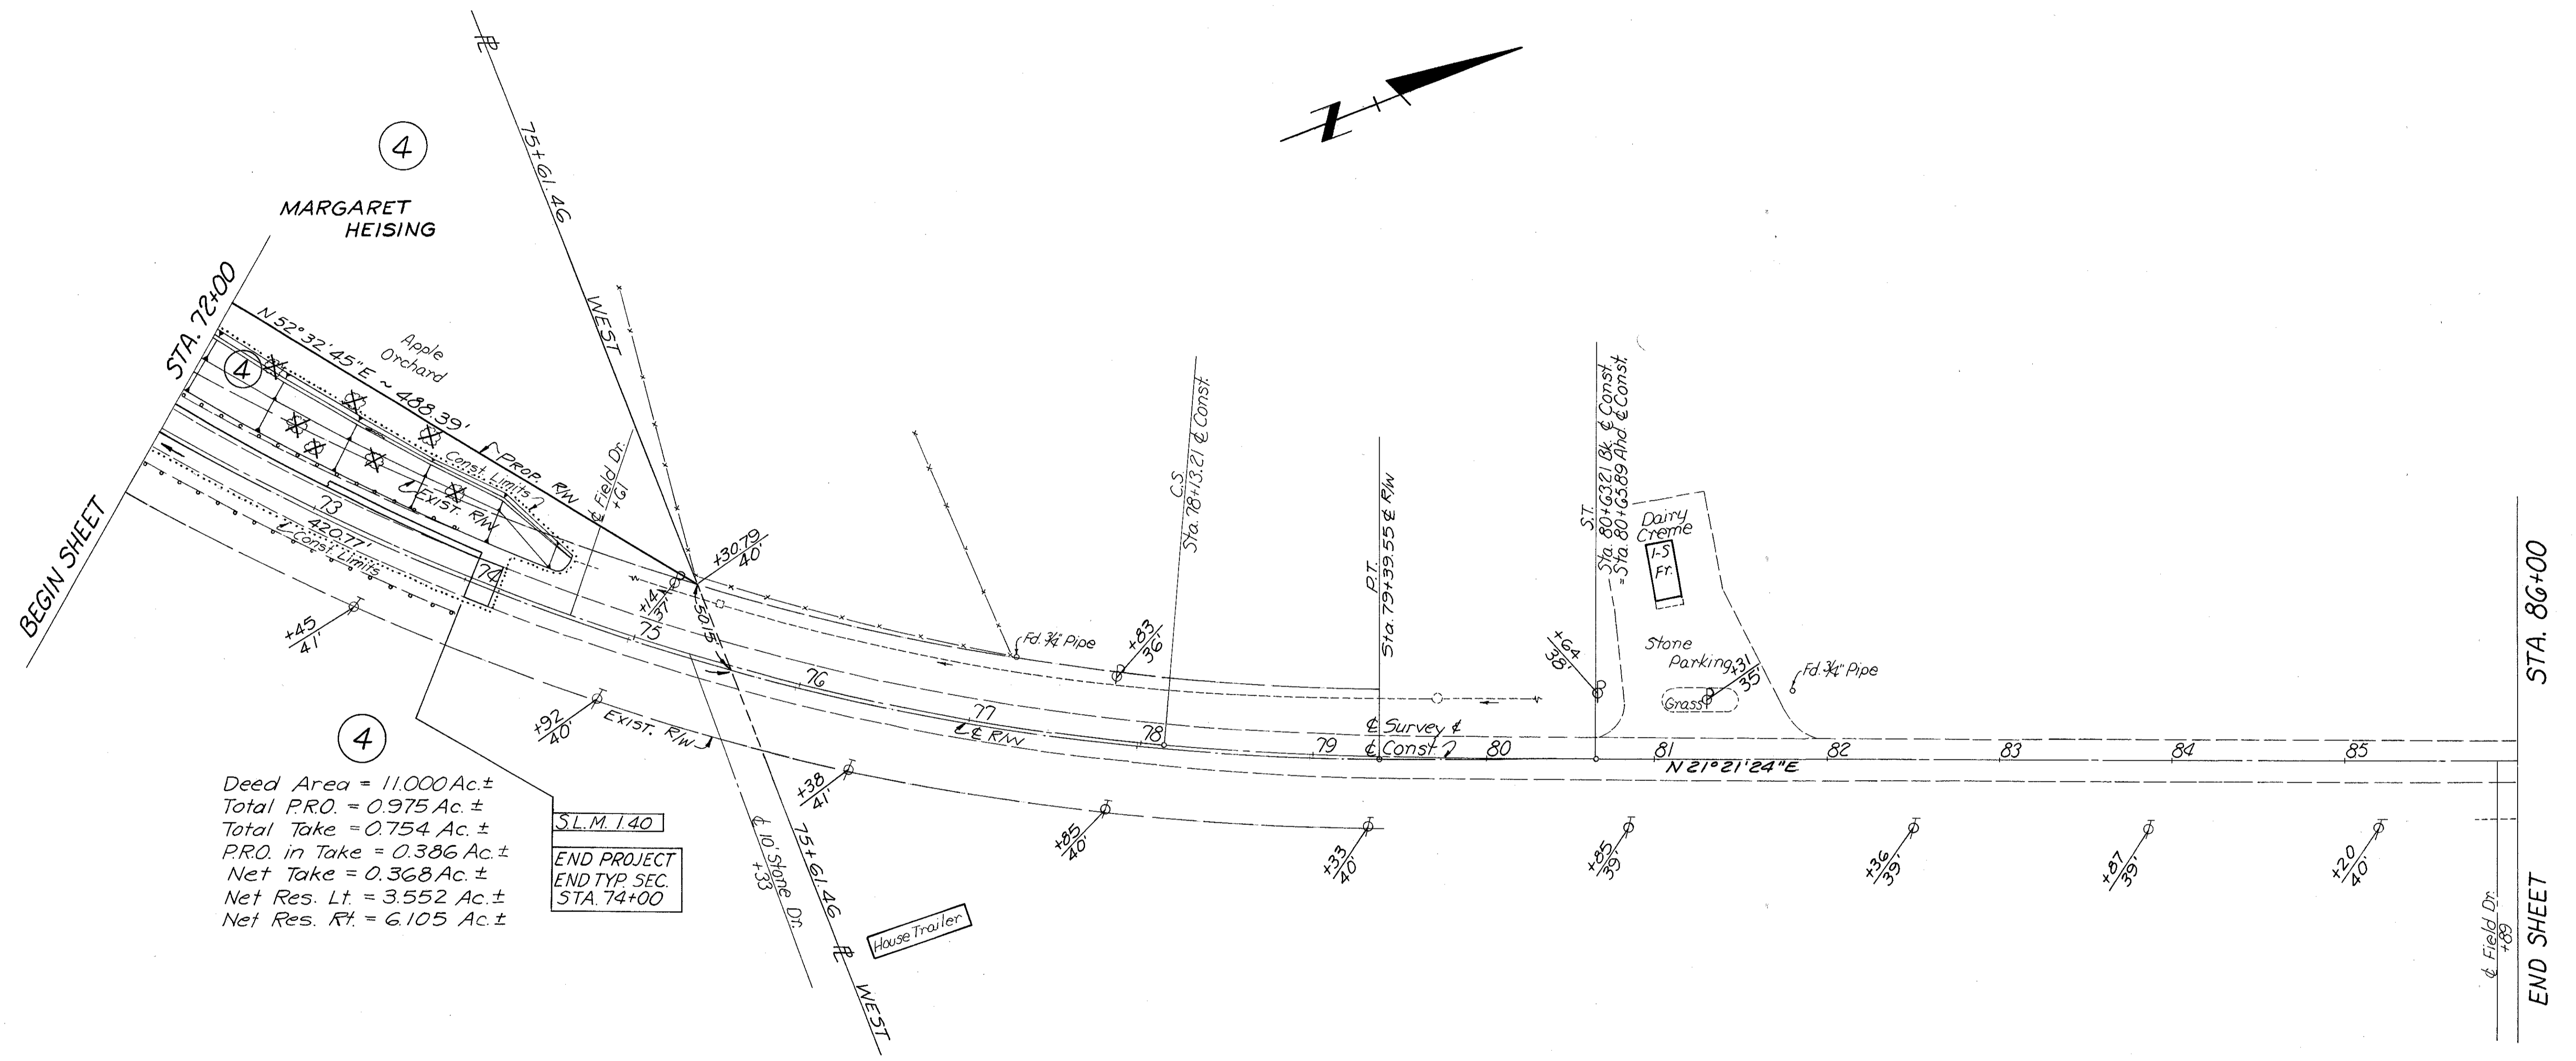 4
MARGARET
HEISING
N
STA. 72+00
BEGIN SHEET
N 52°32'45"E ~ 488.39'
Apple
Orchard
4
PROP. R/W
Const. Limits
EXIST. R/W
73
420.77'
Const. Limits
74
℄ Field Dr.
+61
℄
75+61.46
WEST
+30.79
40'
+14
37'
50.15'
75
+45
41'
76
77
℄ R/W
78
79
80
81
82
83
84
85
Fd. 3/4" Pipe
+83
36'
C.S.
Sta. 78+13.21 ℄ Const.
P.T.
Sta. 79+39.55 ℄ R/W
℄ Survey ℄
℄ Const.
S.T.
Sta. 80+63.21 Bk. ℄ Const.
=Sta. 80+65.89 Ahd. ℄ Const.
+64
38'
Dairy
Creme
1-S
Fr.
Stone
Parking
+31
35'
Grass
Fd. 3/4" Pipe
N 21°21'24"E
+92
40'
EXIST. R/W
+38
41'
+85
40'
+33
40'
+85
39'
+36
39'
+87
39'
+20
40'
℄ Field Dr.
+89
STA. 86+00
END SHEET
4
Deed Area = 11.000 Ac.±
Total P.R.O. = 0.975 Ac.±
Total Take = 0.754 Ac.±
P.R.O. in Take = 0.386 Ac.±
Net Take = 0.368 Ac.±
Net Res. Lt. = 3.552 Ac.±
Net Res. Rt. = 6.105 Ac.±
S.L.M. 1.40
END PROJECT
END TYP. SEC.
STA. 74+00
℄ 10' Stone Dr.
+33
75+61.46
WEST
House Trailer